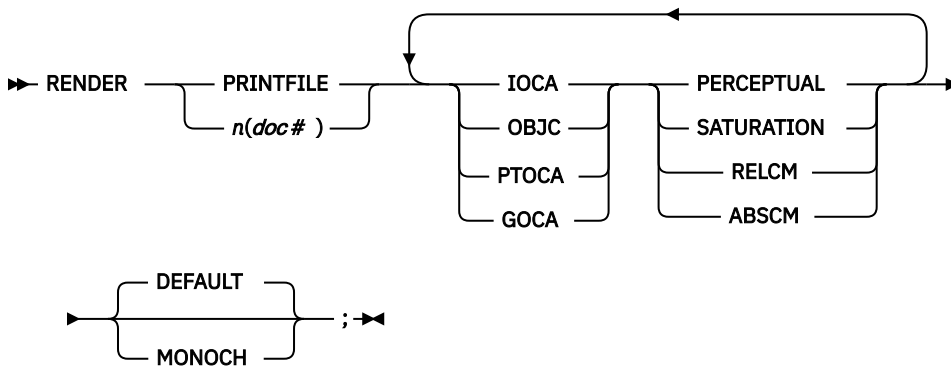 RENDER PRINTFILE IOCA PERCEPTUAL
n(doc# ) OBJC SATURATION
PTOCA RELCM
GOCA ABSCM
DEFAULT
;
MONOCH